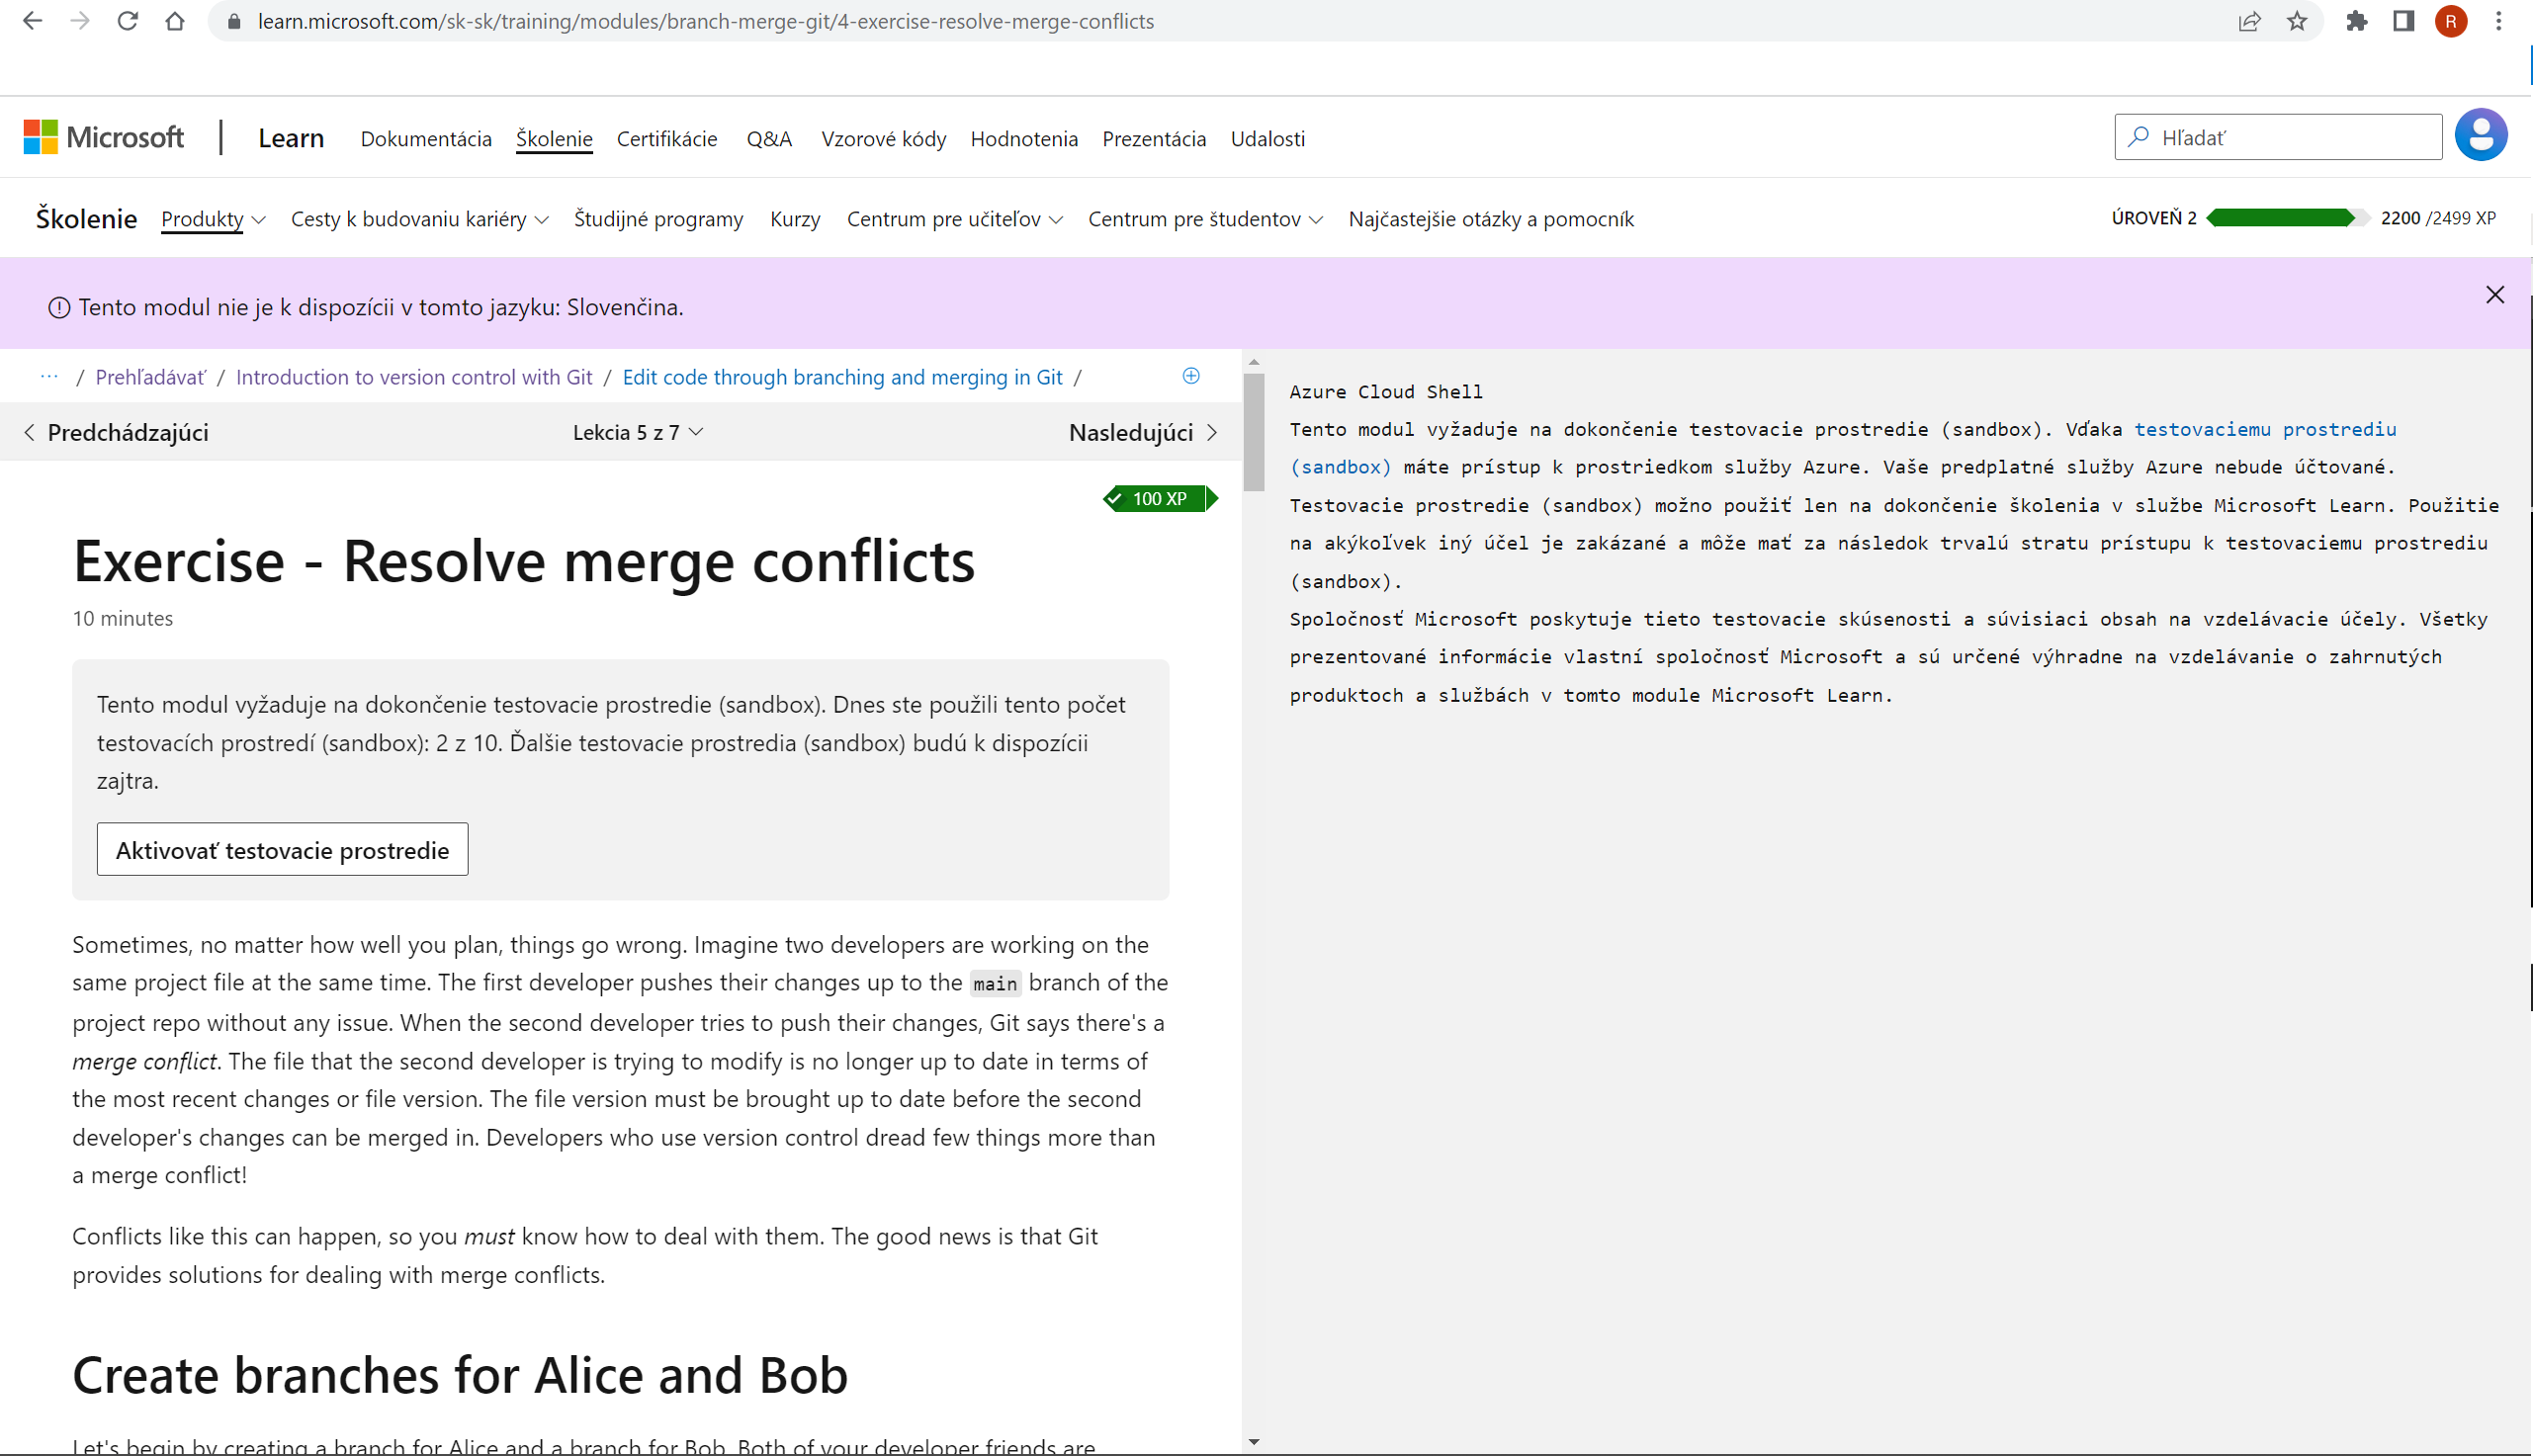 learn.microsoft.com/sk-sk/training/modules/branch-merge-git/4-exercise-resolve-merge-conflicts
R
Microsoft
Learn
Dokumentácia
Školenie
Certifikácie
Q&A
Vzorové kódy
Hodnotenia
Prezentácia
Udalosti
Hľadať
Školenie
Produkty
Cesty k budovaniu kariéry
Študijné programy
Kurzy
Centrum pre učiteľov
Centrum pre študentov
Najčastejšie otázky a pomocník
ÚROVEŇ 2
2200 /2499 XP
Tento modul nie je k dispozícii v tomto jazyku: Slovenčina.
... / Prehľadávať / Introduction to version control with Git / Edit code through branching and merging in Git /
Predchádzajúci
Lekcia 5 z 7
Nasledujúci
100 XP
Exercise - Resolve merge conflicts
10 minutes
Tento modul vyžaduje na dokončenie testovacie prostredie (sandbox). Dnes ste použili tento počet
testovacích prostredí (sandbox): 2 z 10. Ďalšie testovacie prostredia (sandbox) budú k dispozícii
zajtra.
Aktivovať testovacie prostredie
Sometimes, no matter how well you plan, things go wrong. Imagine two developers are working on the
same project file at the same time. The first developer pushes their changes up to the main branch of the
project repo without any issue. When the second developer tries to push their changes, Git says there's a
merge conflict. The file that the second developer is trying to modify is no longer up to date in terms of
the most recent changes or file version. The file version must be brought up to date before the second
developer's changes can be merged in. Developers who use version control dread few things more than
a merge conflict!
Conflicts like this can happen, so you must know how to deal with them. The good news is that Git
provides solutions for dealing with merge conflicts.
Create branches for Alice and Bob
Let's begin by creating a branch for Alice and a branch for Bob. Both of your developer friends are
Azure Cloud Shell
Tento modul vyžaduje na dokončenie testovacie prostredie (sandbox). Vďaka testovaciemu prostrediu
(sandbox) máte prístup k prostriedkom služby Azure. Vaše predplatné služby Azure nebude účtované.
Testovacie prostredie (sandbox) možno použiť len na dokončenie školenia v službe Microsoft Learn. Použitie
na akýkoľvek iný účel je zakázané a môže mať za následok trvalú stratu prístupu k testovaciemu prostrediu
(sandbox).
Spoločnosť Microsoft poskytuje tieto testovacie skúsenosti a súvisiaci obsah na vzdelávacie účely. Všetky
prezentované informácie vlastní spoločnosť Microsoft a sú určené výhradne na vzdelávanie o zahrnutých
produktoch a službách v tomto module Microsoft Learn.